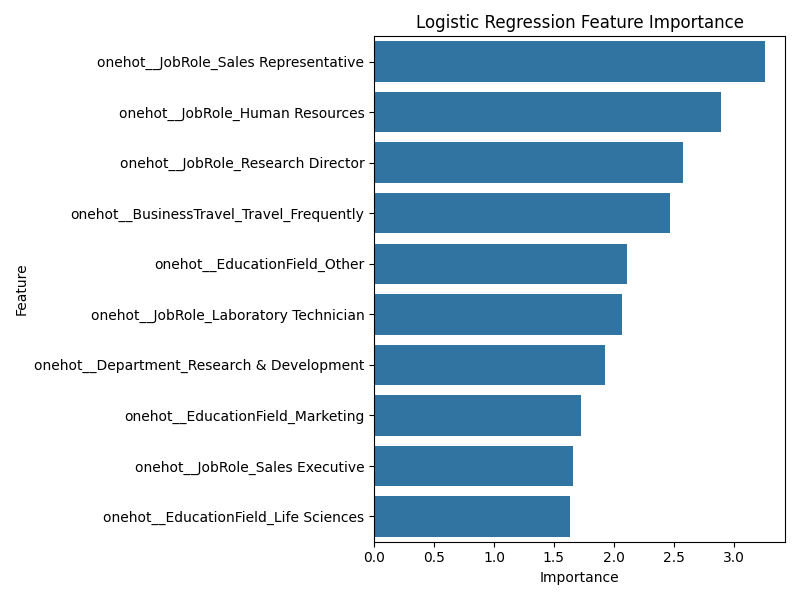 Logistic Regression Feature Importance
Feature
onehot__JobRole_Sales Representative
onehot__JobRole_Human Resources
onehot__JobRole_Research Director
onehot__BusinessTravel_Travel_Frequently
onehot__EducationField_Other
onehot__JobRole_Laboratory Technician
onehot__Department_Research & Development
onehot__EducationField_Marketing
onehot__JobRole_Sales Executive
onehot__EducationField_Life Sciences
0.0 0.5 1.0 1.5 2.0 2.5 3.0
Importance